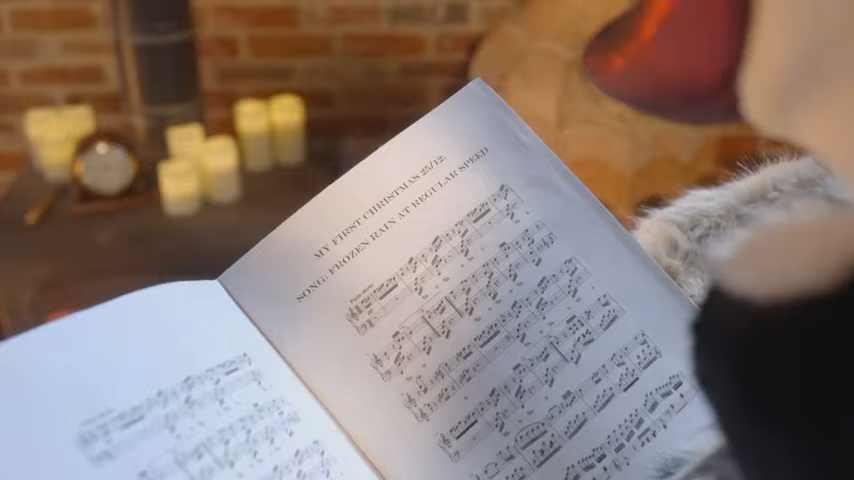 MY FIRST CHRISTMAS 25/12:
SONG: FROZEN RAIN AT REGULAR SPEED